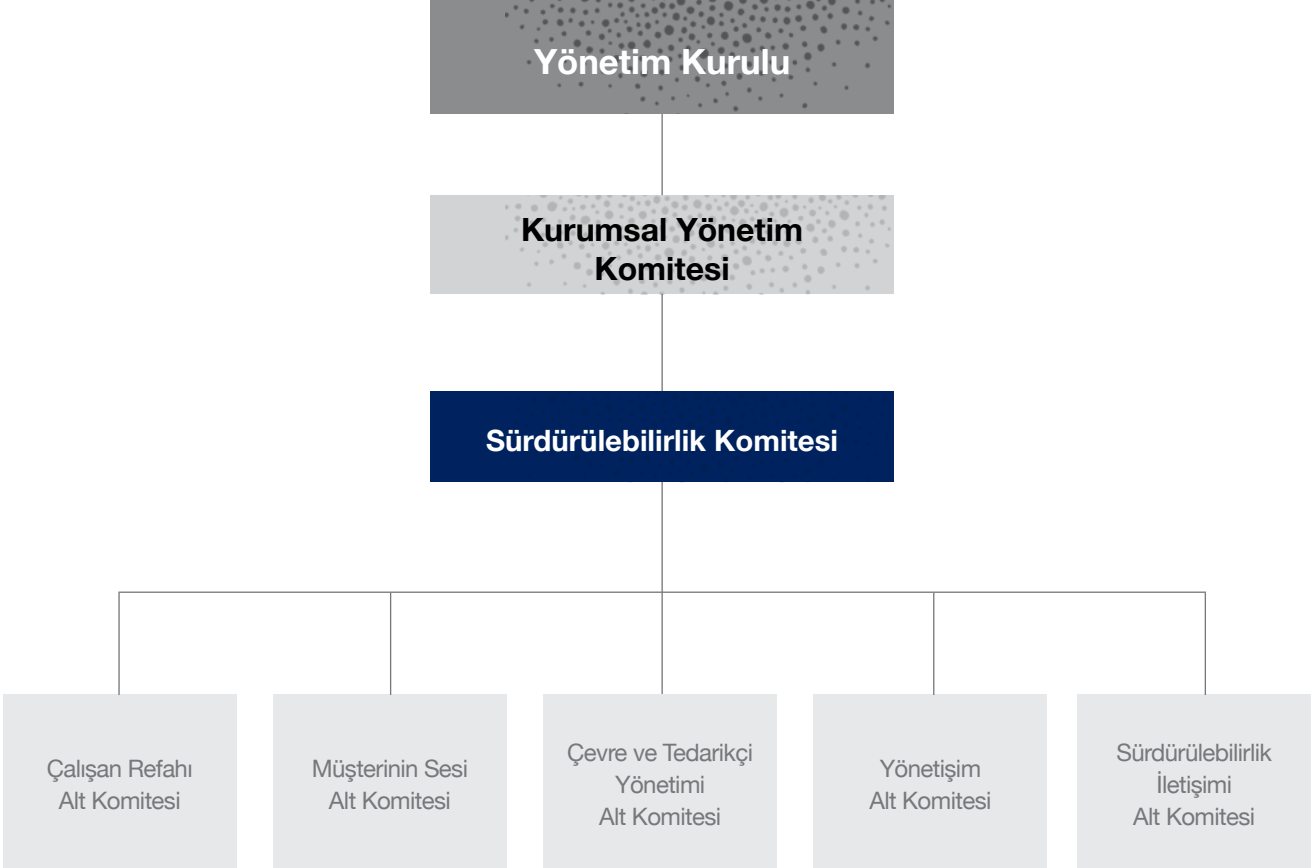 Yönetim Kurulu
Kurumsal Yönetim
Komitesi
Sürdürülebilirlik Komitesi
Çalışan Refahı
Alt Komitesi
Müşterinin Sesi
Alt Komitesi
Çevre ve Tedarikçi
Yönetimi
Alt Komitesi
Yönetişim
Alt Komitesi
Sürdürülebilirlik
İletişimi
Alt Komitesi